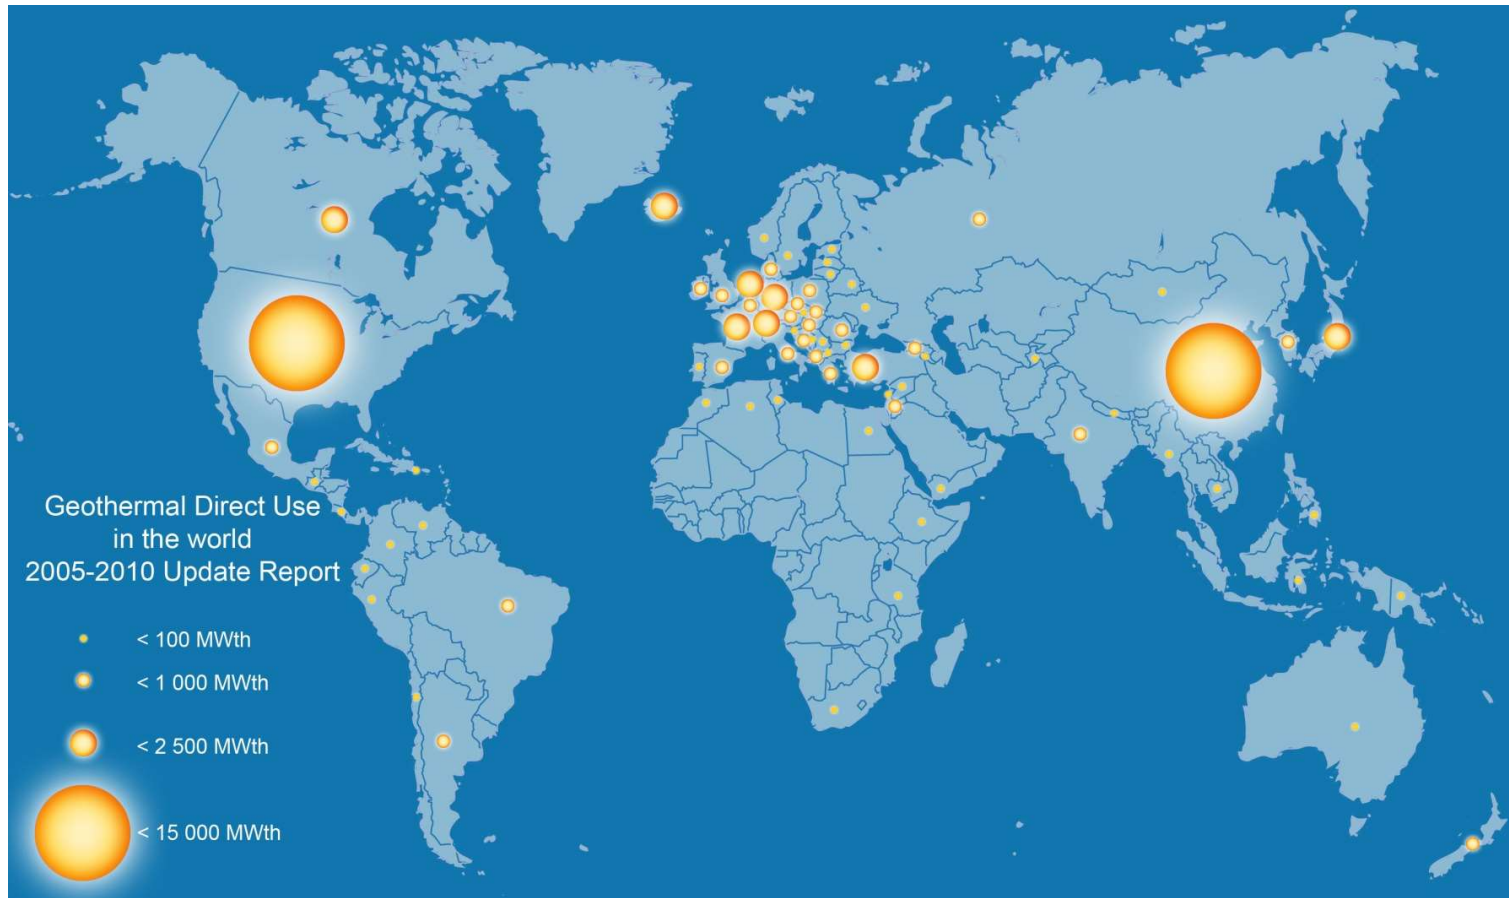 Geothermal Direct Use
in the world
2005-2010 Update Report
< 100 MWth
< 1 000 MWth
< 2 500 MWth
< 15 000 MWth